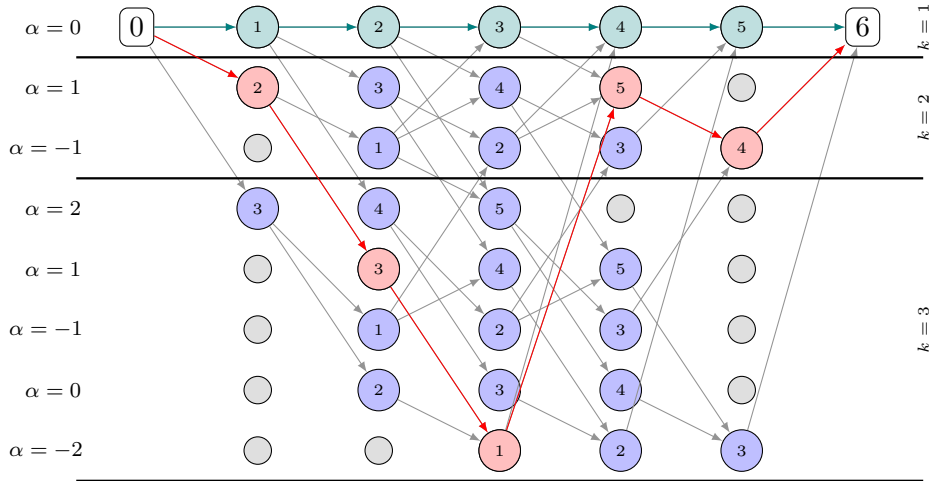 α = 0 0 1 2 3 4 5 6 k = 1
α = 1 2 3 4 5
k = 2
α = −1 1 2 3 4
α = 2 3 4 5
α = 1 3 4 5
α = −1 1 2 3 k = 3
α = 0 2 3 4
α = −2 1 2 3